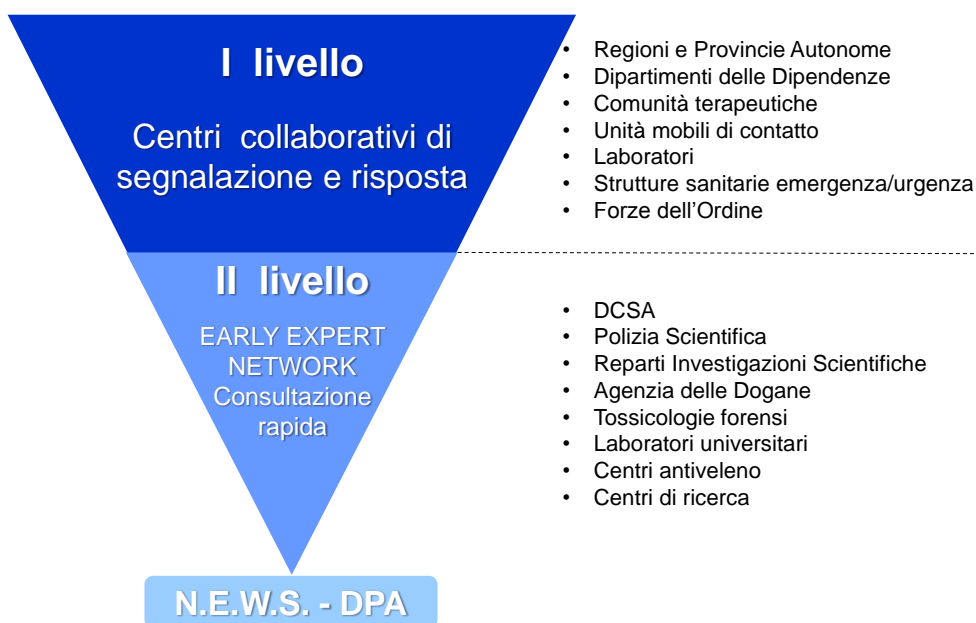 I livello
Centri collaborativi di
segnalazione e risposta
• Regioni e Provincie Autonome
• Dipartimenti delle Dipendenze
• Comunità terapeutiche
• Unità mobili di contatto
• Laboratori
• Strutture sanitarie emergenza/urgenza
• Forze dell’Ordine
II livello
EARLY EXPERT
NETWORK
Consultazione
rapida
• DCSA
• Polizia Scientifica
• Reparti Investigazioni Scientifiche
• Agenzia delle Dogane
• Tossicologie forensi
• Laboratori universitari
• Centri antiveleno
• Centri di ricerca
N.E.W.S. - DPA